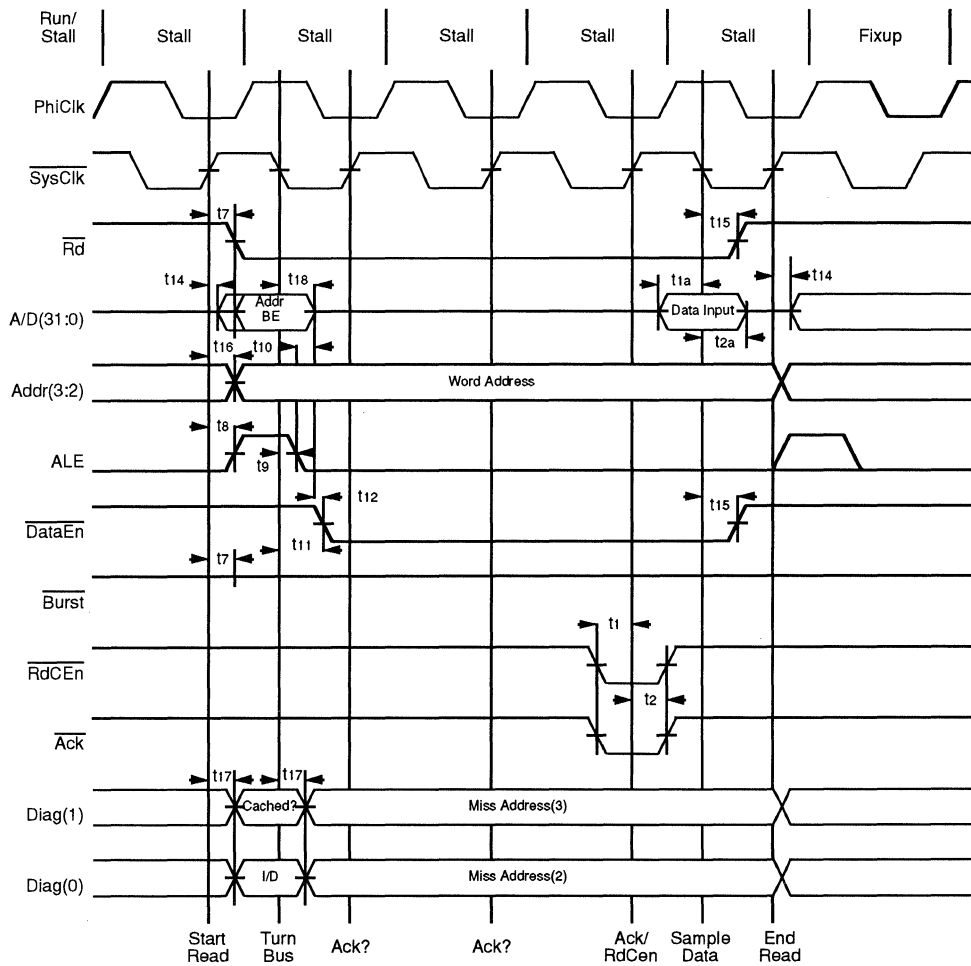 Run/
Stall
Stall
Stall
Stall
Stall
Stall
Fixup
PhiClk
SysClk
t7
t15
Rd
t14
t18
t1a
t14
Addr
BE
Data Input
A/D(31:0)
t2a
t16
t10
Word Address
Addr(3:2)
t8
ALE
t9
t12
t15
DataEn
t11
t7
Burst
t1
RdCEn
t2
Ack
t17
t17
Cached?
Miss Address(3)
Diag(1)
I/D
Miss Address(2)
Diag(0)
Start
Read
Turn
Bus
Ack?
Ack?
Ack/
RdCen
Sample
Data
End
Read